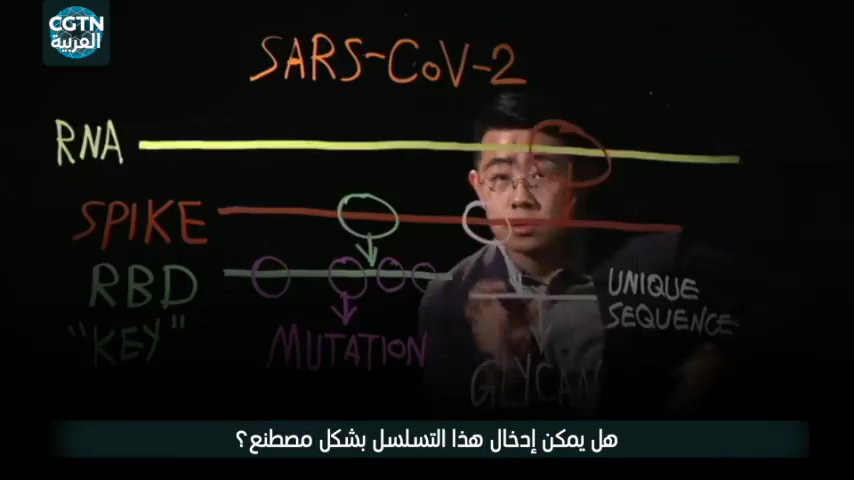 CGTN
العربية
SARS-CoV-2
RNA
SPIKE
RBD
"KEY"
MUTATION
UNIQUE
SEQUENCE
GLYCAN
هل يمكن إدخال هذا التسلسل بشكل مصطنع؟